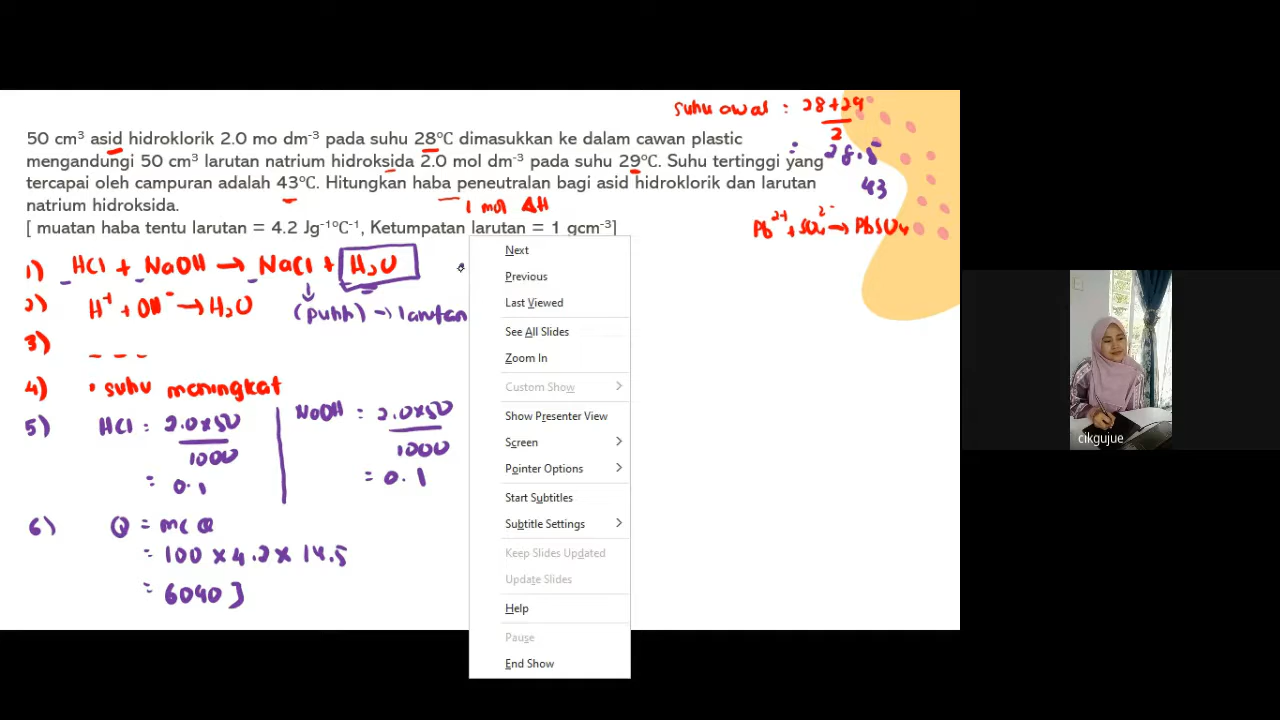 suhu awal : 28+29
2
: 28.5
43
50 cm³ asid hidroklorik 2.0 mo dm⁻³ pada suhu 28°C dimasukkan ke dalam cawan plastic
mengandungi 50 cm³ larutan natrium hidroksida 2.0 mol dm⁻³ pada suhu 29°C. Suhu tertinggi yang
tercapai oleh campuran adalah 43°C. Hitungkan haba peneutralan bagi asid hidroklorik dan larutan
natrium hidroksida.
1 mol ΔH
[ muatan haba tentu larutan = 4.2 Jg⁻¹°C⁻¹, Ketumpatan larutan = 1 gcm⁻³]
Pb²⁺ + SO₄²⁻ → PbSO₄
1) HCl + NaOH → NaCl + H₂O
2) H⁺ + OH⁻ → H₂O
↓
(puhh) → larutan
3) - - -
4) • suhu meningkat
5) HCl = 2.0×50
1000
= 0.1
NaOH = 2.0×50
1000
= 0.1
6) Q = mcθ
= 100 × 4.2 × 14.5
= 6090 J
Next
Previous
Last Viewed
See All Slides
Zoom In
Custom Show
Show Presenter View
Screen
Pointer Options
Start Subtitles
Subtitle Settings
Keep Slides Updated
Update Slides
Help
Pause
End Show
cikgujue